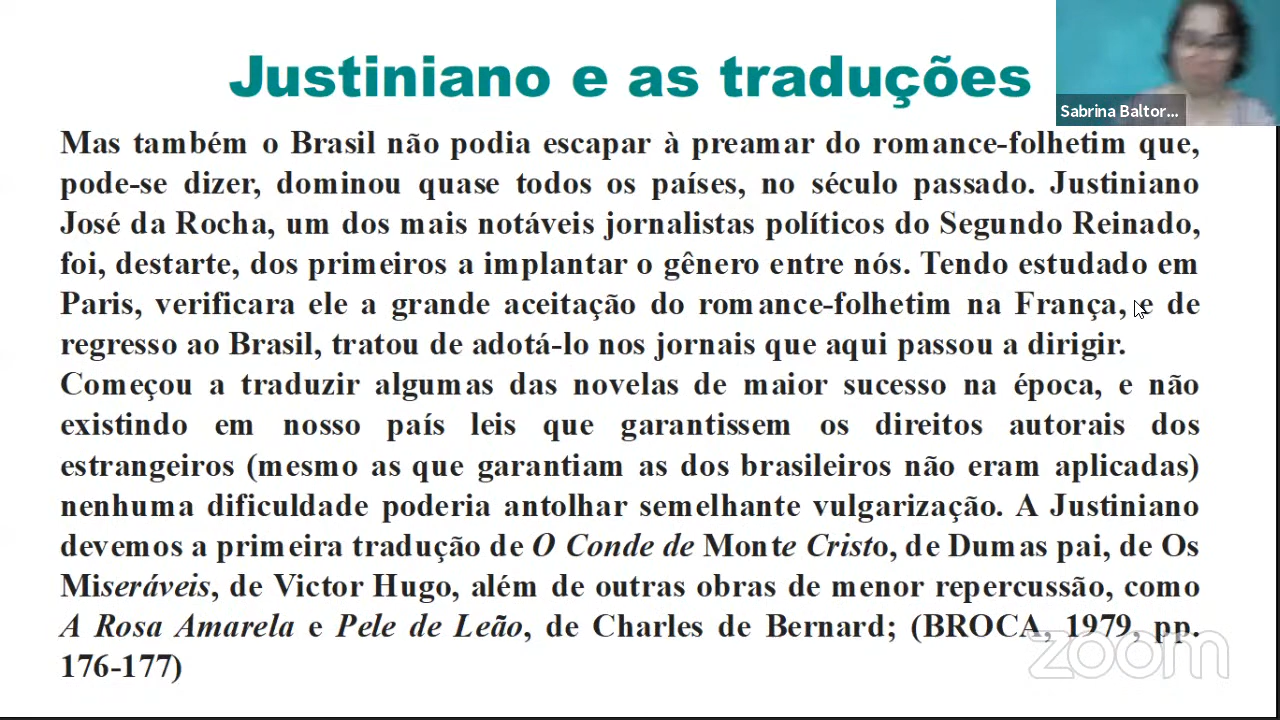 Justiniano e as traduções
Sabrina Baltor...
Mas também o Brasil não podia escapar à preamar do romance-folhetim que,
pode-se dizer, dominou quase todos os países, no século passado. Justiniano
José da Rocha, um dos mais notáveis jornalistas políticos do Segundo Reinado,
foi, destarte, dos primeiros a implantar o gênero entre nós. Tendo estudado em
Paris, verificara ele a grande aceitação do romance-folhetim na França, e de
regresso ao Brasil, tratou de adotá-lo nos jornais que aqui passou a dirigir.
Começou a traduzir algumas das novelas de maior sucesso na época, e não
existindo em nosso país leis que garantissem os direitos autorais dos
estrangeiros (mesmo as que garantiam as dos brasileiros não eram aplicadas)
nenhuma dificuldade poderia antolhar semelhante vulgarização. A Justiniano
devemos a primeira tradução de O Conde de Monte Cristo, de Dumas pai, de Os
Miseráveis, de Victor Hugo, além de outras obras de menor repercussão, como
A Rosa Amarela e Pele de Leão, de Charles de Bernard; (BROCA, 1979, pp.
176-177)
zoom